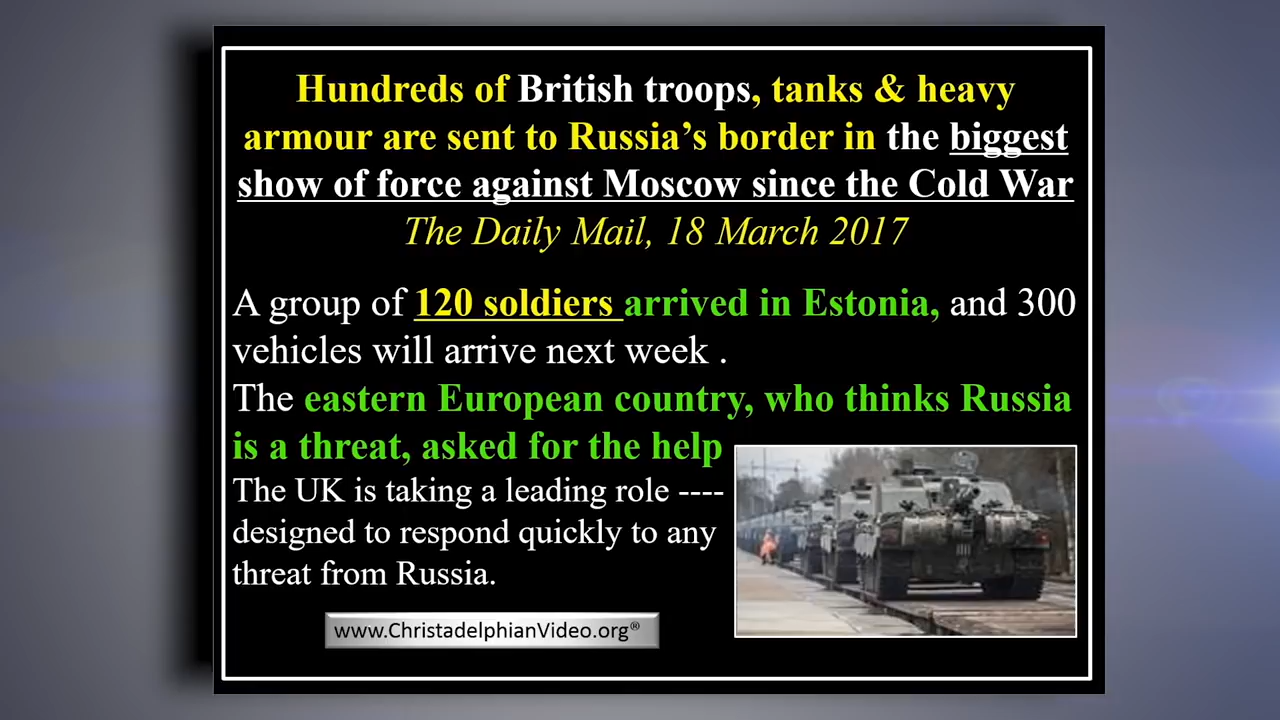 Hundreds of British troops, tanks & heavy
armour are sent to Russia's border in the biggest
show of force against Moscow since the Cold War
The Daily Mail, 18 March 2017
A group of 120 soldiers arrived in Estonia, and 300
vehicles will arrive next week .
The eastern European country, who thinks Russia
is a threat, asked for the help
The UK is taking a leading role ----
designed to respond quickly to any
threat from Russia.
www.ChristadelphianVideo.org®